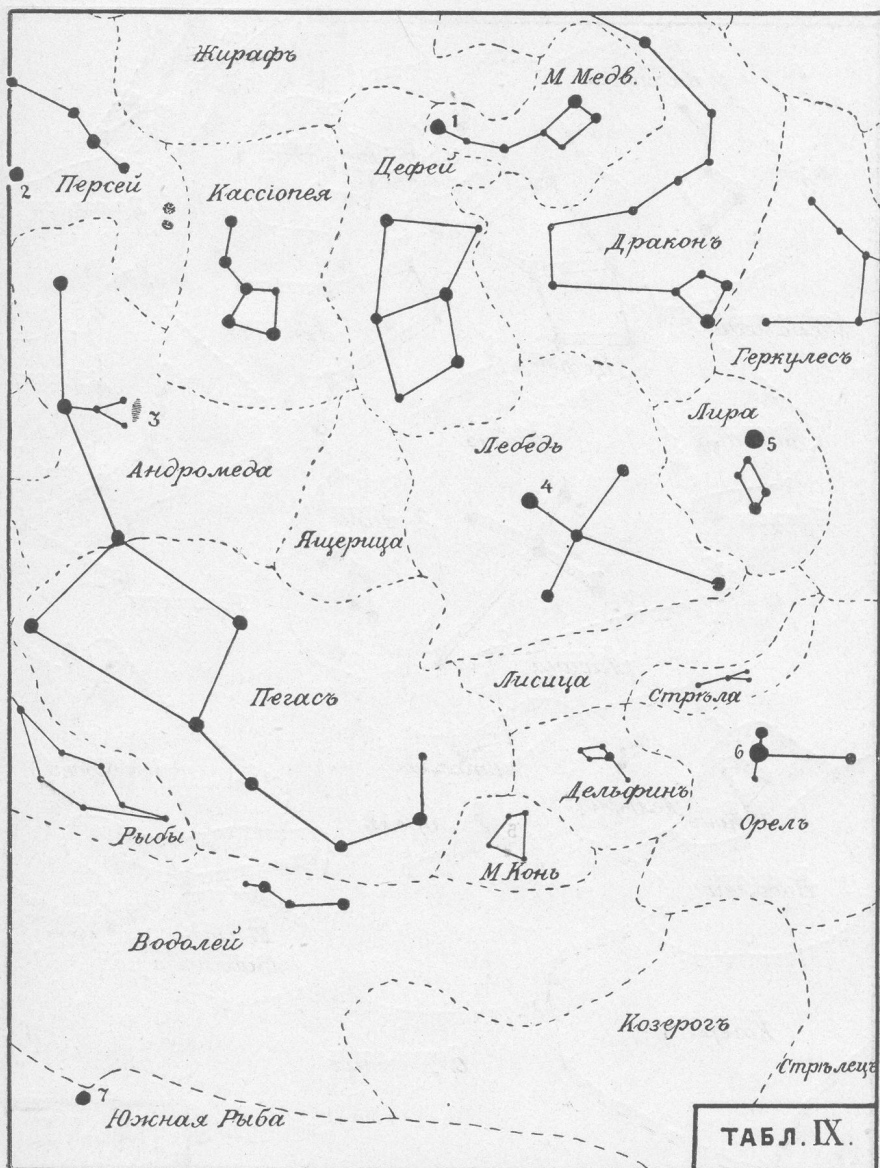 Жирафъ
М. Медв.
1
Цефей
Персей
2
Кассіопея
Драконъ
Геркулесъ
3
Андромеда
Лира
5
Лебедь
4
Ящерица
Лисица
Стрѣла
Пегасъ
6
Дельфинъ
Орелъ
Рыбы
М. Конь
Водолей
Козерогъ
Стрѣлецъ
7
Южная Рыба
ТАБЛ. IX.